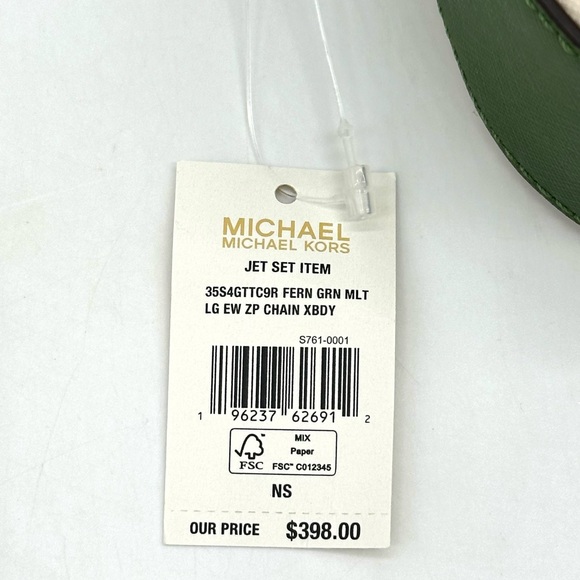 MICHAEL
MICHAEL KORS
JET SET ITEM
35S4GTTC9R FERN GRN MLT
LG EW ZP CHAIN XBDY
S761-0001
1 96237 62691 2
FSC™
MIX
Paper
FSC™ C012345
NS
OUR PRICE $398.00